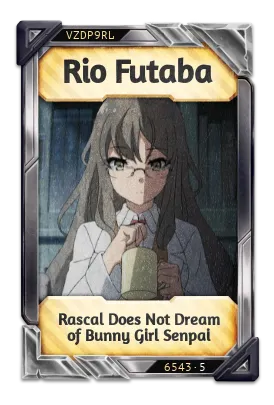 VZDP9RL
Rio Futaba
Rascal Does Not Dream
of Bunny Girl Senpai
6543·5